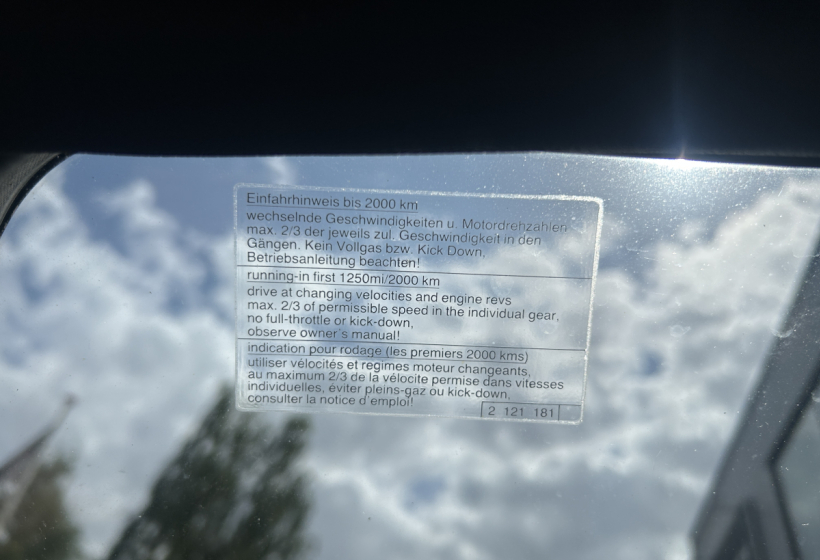 Einfahrhinweis bis 2000 km
wechselnde Geschwindigkeiten u. Motordrehzahlen
max. 2/3 der jeweils zul. Geschwindigkeit in den
Gängen. Kein Vollgas bzw. Kick Down,
Betriebsanleitung beachten!
running-in first 1250mi/2000 km
drive at changing velocities and engine revs
max. 2/3 of permissible speed in the individual gear,
no full-throttle or kick-down,
observe owner´s manual!
indication pour rodage (les premiers 2000 kms)
utiliser vélocités et regimes moteur changeants,
au maximum 2/3 de la vélocite permise dans vitesses
individuelles, éviter pleins-gaz ou kick-down,
consulter la notice d´emploi!
2 121 181